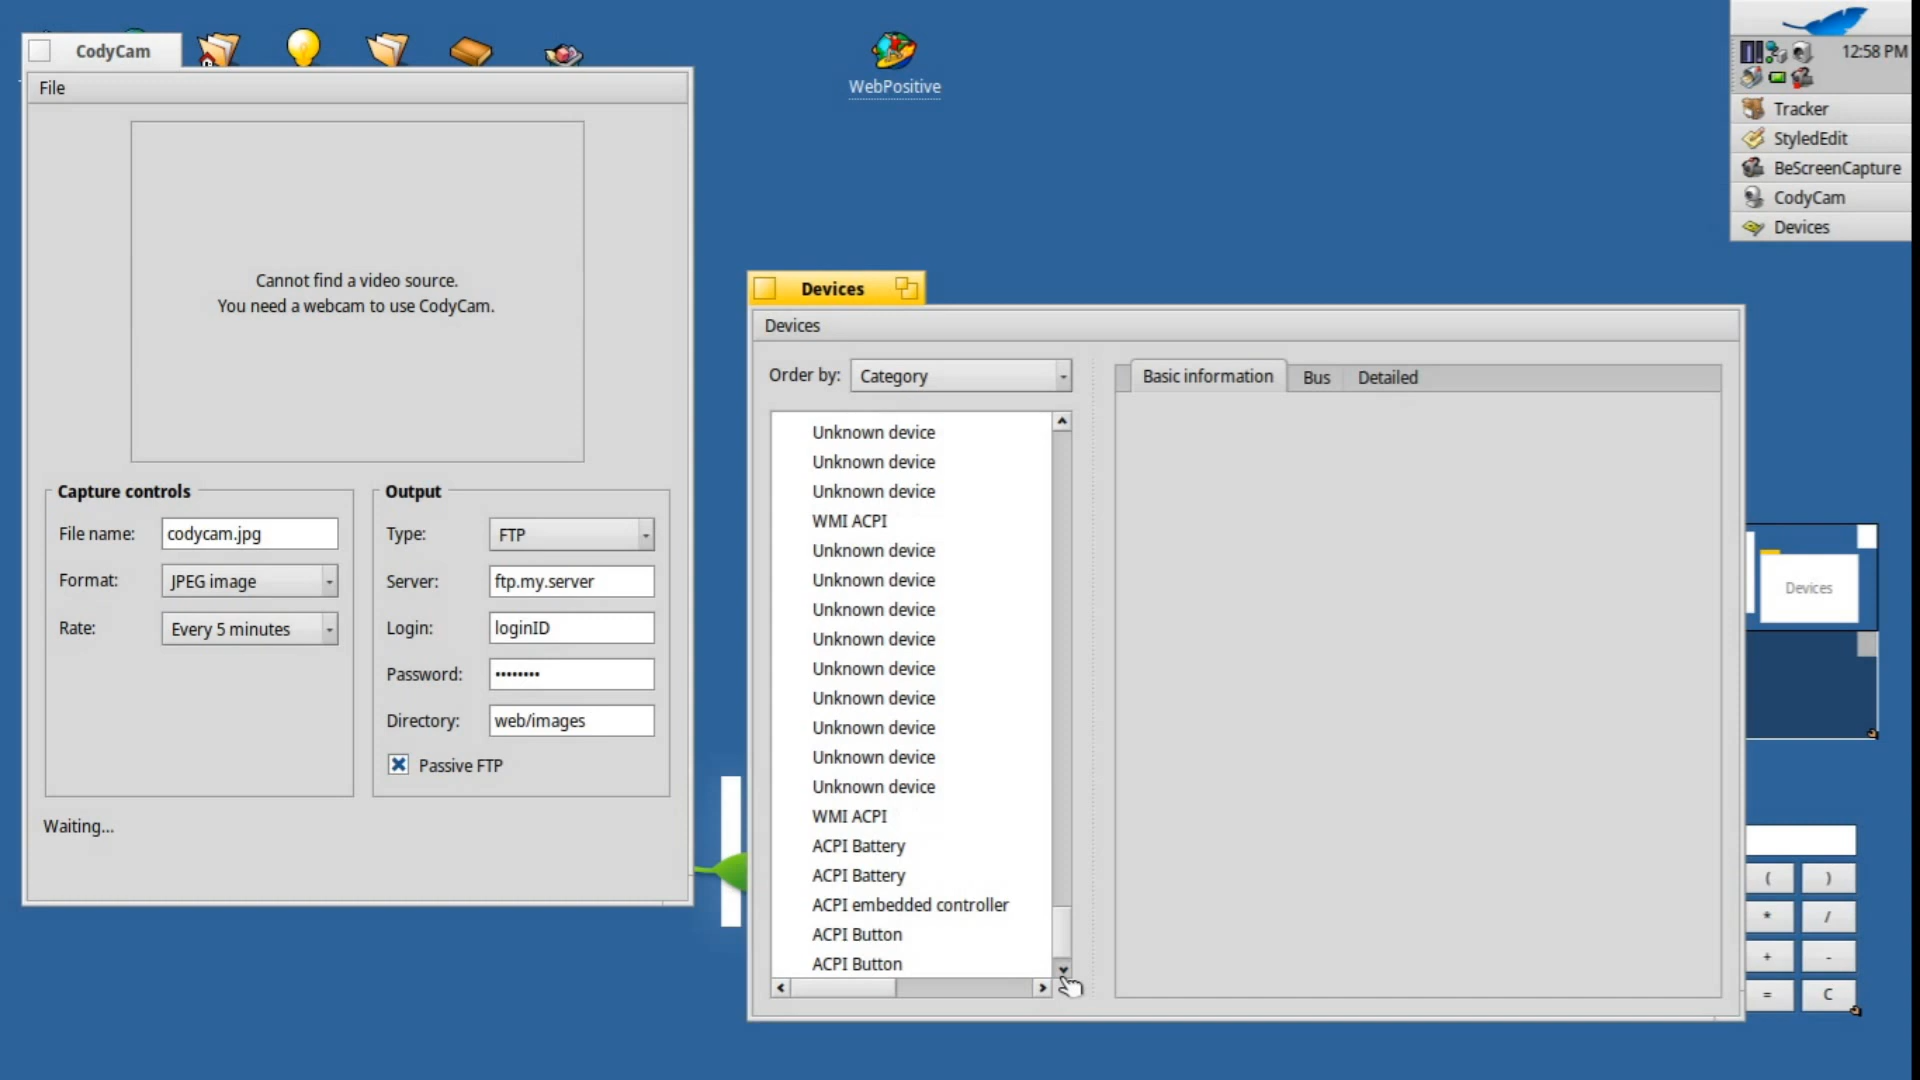 CodyCam
File
Cannot find a video source.
You need a webcam to use CodyCam.
Capture controls
File name: codycam.jpg
Format: JPEG image
Rate: Every 5 minutes
Output
Type: FTP
Server: ftp.my.server
Login: loginID
Password: ••••••••
Directory: web/images
Passive FTP
Waiting...
WebPositive
12:58 PM
Tracker
StyledEdit
BeScreenCapture
CodyCam
Devices
Devices
Devices
Order by: Category
Unknown device
Unknown device
Unknown device
WMI ACPI
Unknown device
Unknown device
Unknown device
Unknown device
Unknown device
Unknown device
Unknown device
Unknown device
Unknown device
WMI ACPI
ACPI Battery
ACPI Battery
ACPI embedded controller
ACPI Button
ACPI Button
Basic information Bus Detailed
Devices
( )
* /
+ -
= C